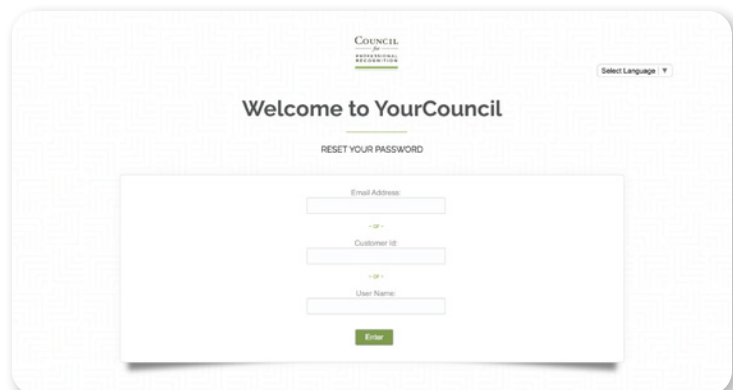 COUNCIL
for
PROFESSIONAL
RECOGNITION
Select Language ▼
Welcome to YourCouncil
RESET YOUR PASSWORD
Email Address:
- or -
Customer Id:
- or -
User Name:
Enter